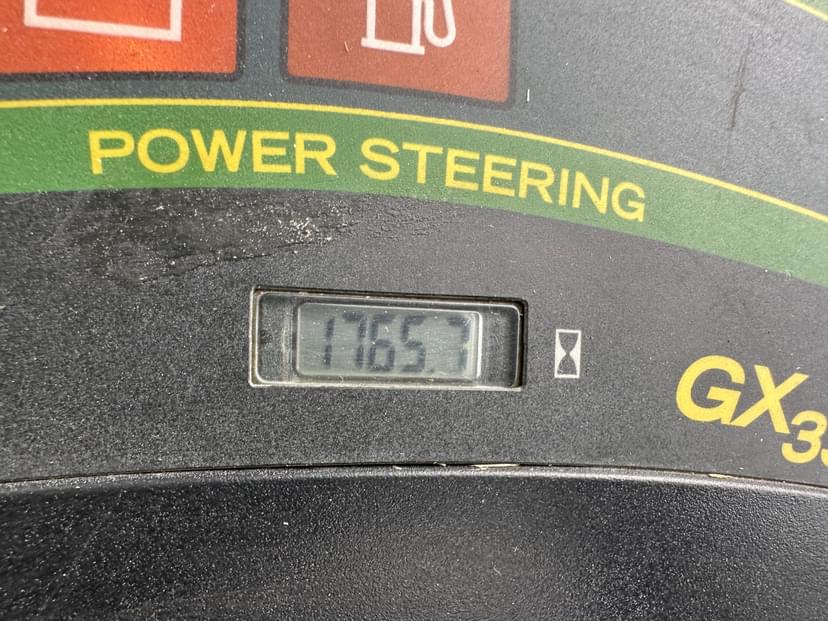 POWER STEERING
1765.7
GX